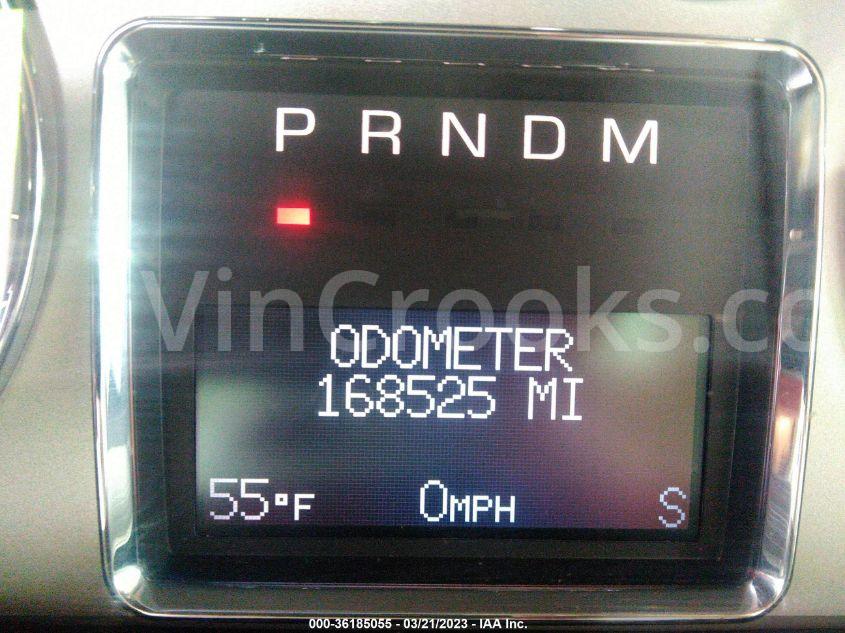 P R N D M
VinCrooks.co
ODOMETER
168525 MI
55°F 0MPH S
000-36185055 - 03/21/2023 - IAA Inc.